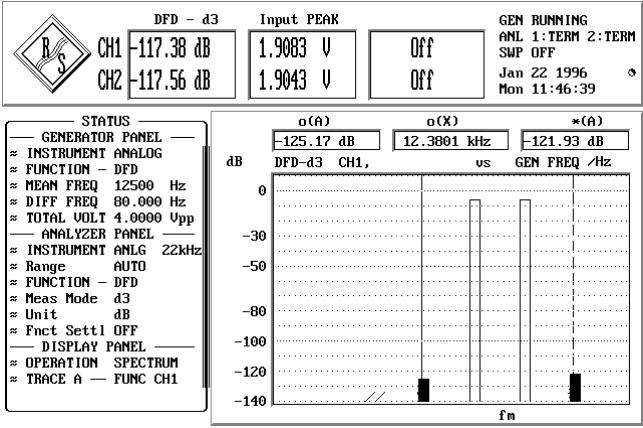 DFD - d3 Input PEAK
R S
CH1 -117.38 dB 1.9083 V Off
CH2 -117.56 dB 1.9043 V Off
GEN RUNNING
ANL 1:TERM 2:TERM
SWP OFF
Jan 22 1996
Mon 11:46:39
STATUS
GENERATOR PANEL
≈ INSTRUMENT ANALOG
≈ FUNCTION - DFD
≈ MEAN FREQ 12500 Hz
≈ DIFF FREQ 80.000 Hz
≈ TOTAL VOLT 4.0000 Vpp
ANALYZER PANEL
≈ INSTRUMENT ANLG 22kHz
≈ Range AUTO
≈ FUNCTION - DFD
≈ Meas Mode d3
≈ Unit dB
≈ Fnct Settl OFF
DISPLAY PANEL
≈ OPERATION SPECTRUM
≈ TRACE A — FUNC CH1
o(A) o(X) *(A)
-125.17 dB 12.3801 kHz -121.93 dB
dB DFD-d3 CH1, vs GEN FREQ /Hz
0
-30
-50
-80
-100
-120
-140
fm